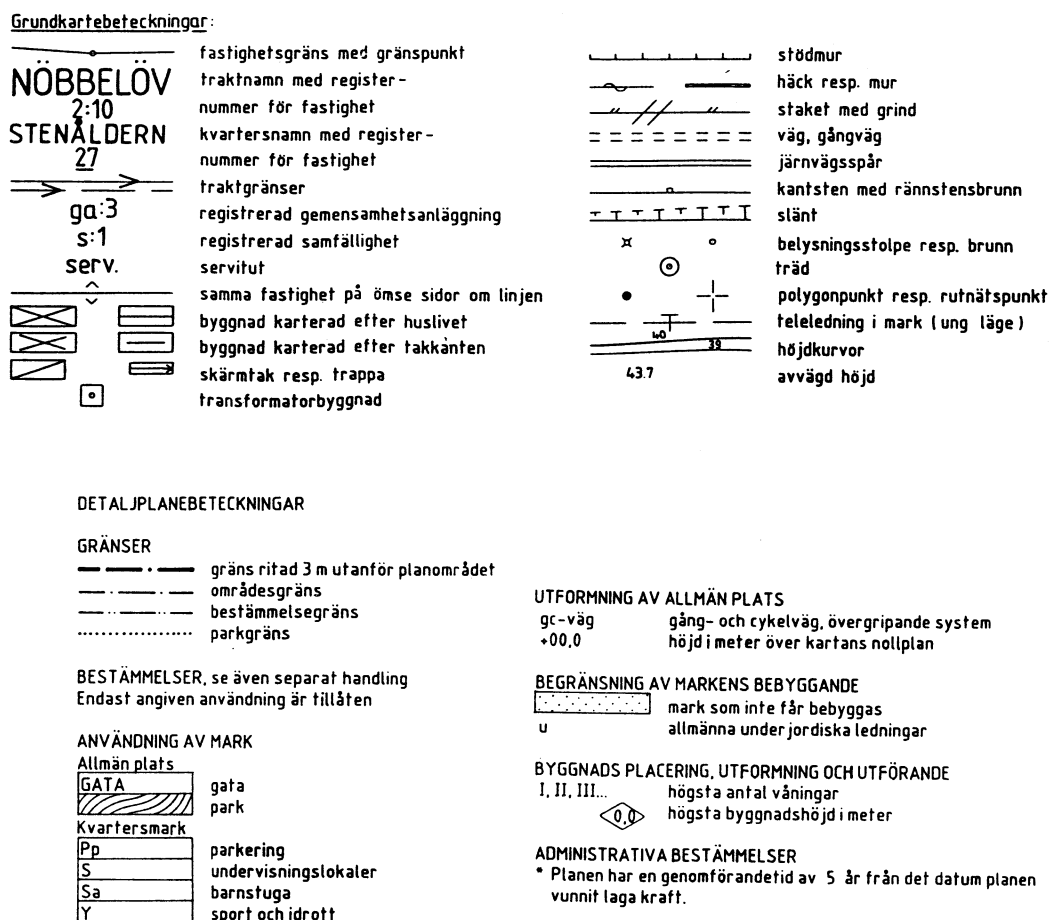 Grundkartebeteckningar:
fastighetsgräns med gränspunkt
NÖBBELÖV traktnamn med register-
2:10 nummer för fastighet
STENÅLDERN kvartersnamn med register-
27 nummer för fastighet
traktgränser
ga:3 registrerad gemensamhetsanläggning
s:1 registrerad samfällighet
serv. servitut
samma fastighet på ömse sidor om linjen
byggnad karterad efter huslivet
byggnad karterad efter takkanten
skärmtak resp. trappa
transformatorbyggnad
stödmur
häck resp. mur
staket med grind
väg, gångväg
järnvägsspår
kantsten med rännstensbrunn
slänt
belysningsstolpe resp. brunn
träd
polygonpunkt resp. rutnätspunkt
teleledning i mark (ung läge)
40 39 höjdkurvor
43.7 avvägd höjd
DETALJPLANEBETECKNINGAR
GRÄNSER
gräns ritad 3 m utanför planområdet
områdesgräns
bestämmelsegräns
parkgräns
BESTÄMMELSER, se även separat handling
Endast angiven användning är tillåten
ANVÄNDNING AV MARK
Allmän plats
GATA gata
park
Kvartersmark
Pp parkering
S undervisningslokaler
Sa barnstuga
Y sport och idrott
UTFORMNING AV ALLMÄN PLATS
gc-väg gång- och cykelväg, övergripande system
+00,0 höjd i meter över kartans nollplan
BEGRÄNSNING AV MARKENS BEBYGGANDE
mark som inte får bebyggas
u allmänna underjordiska ledningar
BYGGNADS PLACERING, UTFORMNING OCH UTFÖRANDE
I, II, III... högsta antal våningar
0,0 högsta byggnadshöjd i meter
ADMINISTRATIVA BESTÄMMELSER
* Planen har en genomförandetid av 5 år från det datum planen
vunnit laga kraft.